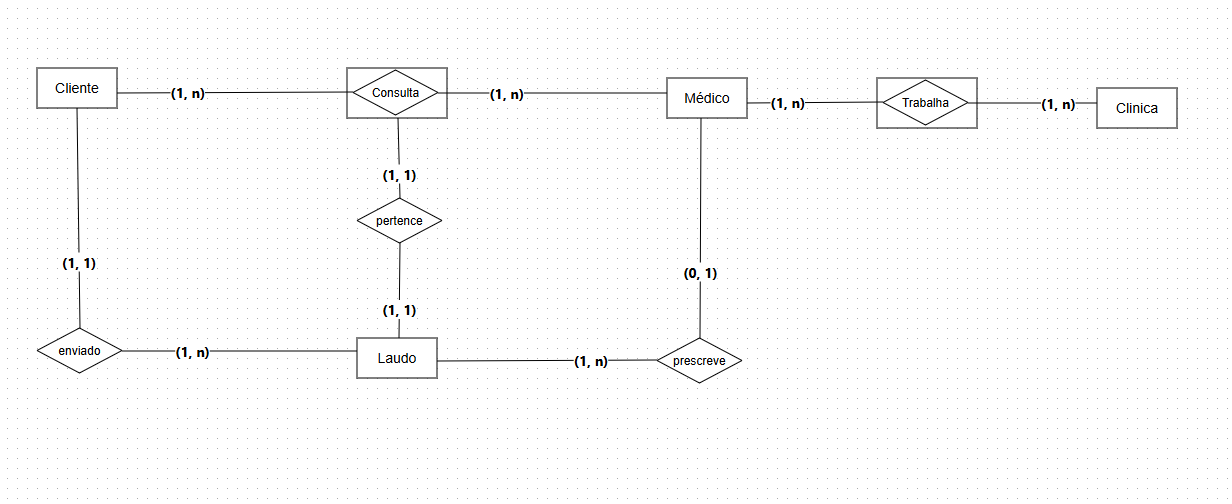 Cliente
(1, n)
Consulta
(1, n)
Médico
(1, n)
Trabalha
(1, n)
Clinica
(1, 1)
pertence
(1, 1)
(0, 1)
(1, 1)
enviado
(1, n)
Laudo
(1, n)
prescreve